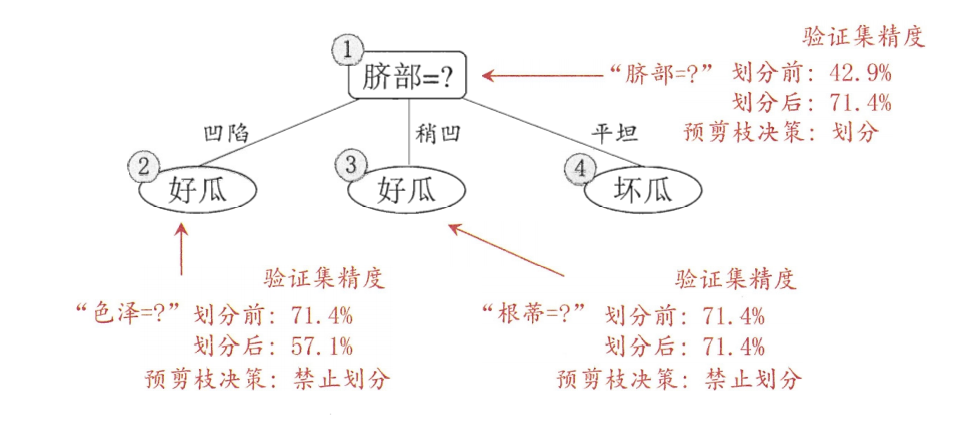 验证集精度
①
脐部=?
“脐部=?” 划分前: 42.9%
划分后: 71.4%
预剪枝决策: 划分
凹陷
稍凹
平坦
②
好瓜
③
好瓜
④
坏瓜
验证集精度
“色泽=?” 划分前: 71.4%
划分后: 57.1%
预剪枝决策: 禁止划分
验证集精度
“根蒂=?” 划分前: 71.4%
划分后: 71.4%
预剪枝决策: 禁止划分